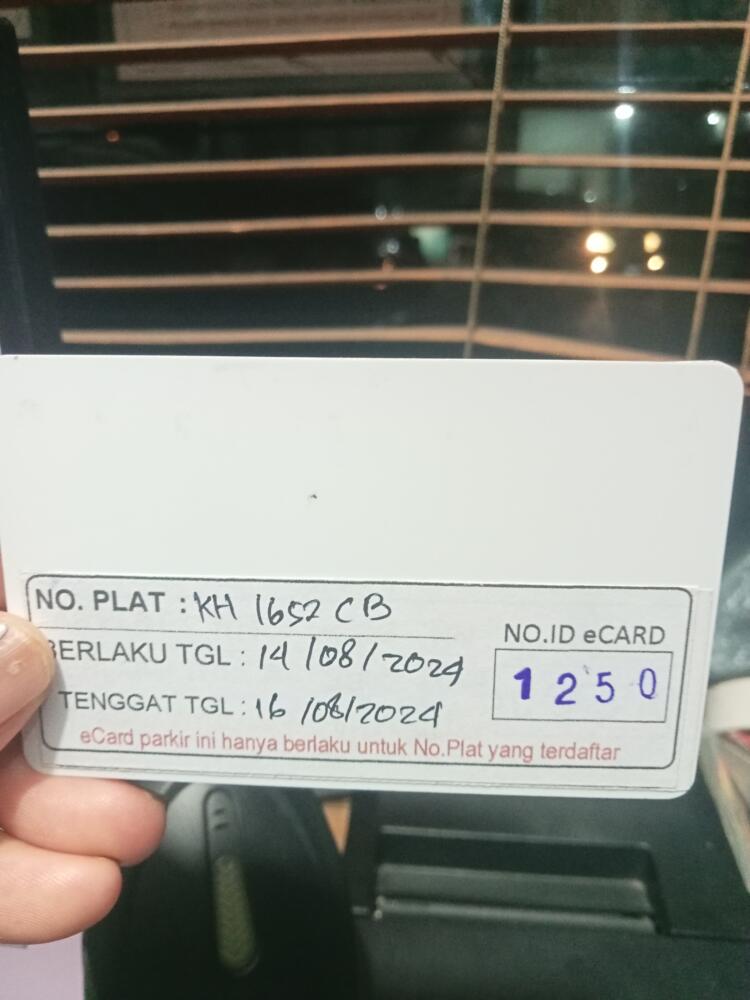 NO. PLAT : KH 1652 CB
BERLAKU TGL : 14/08/2024
TENGGAT TGL : 16/08/2024
NO.ID eCARD
1250
eCard parkir ini hanya berlaku untuk No.Plat yang terdaftar